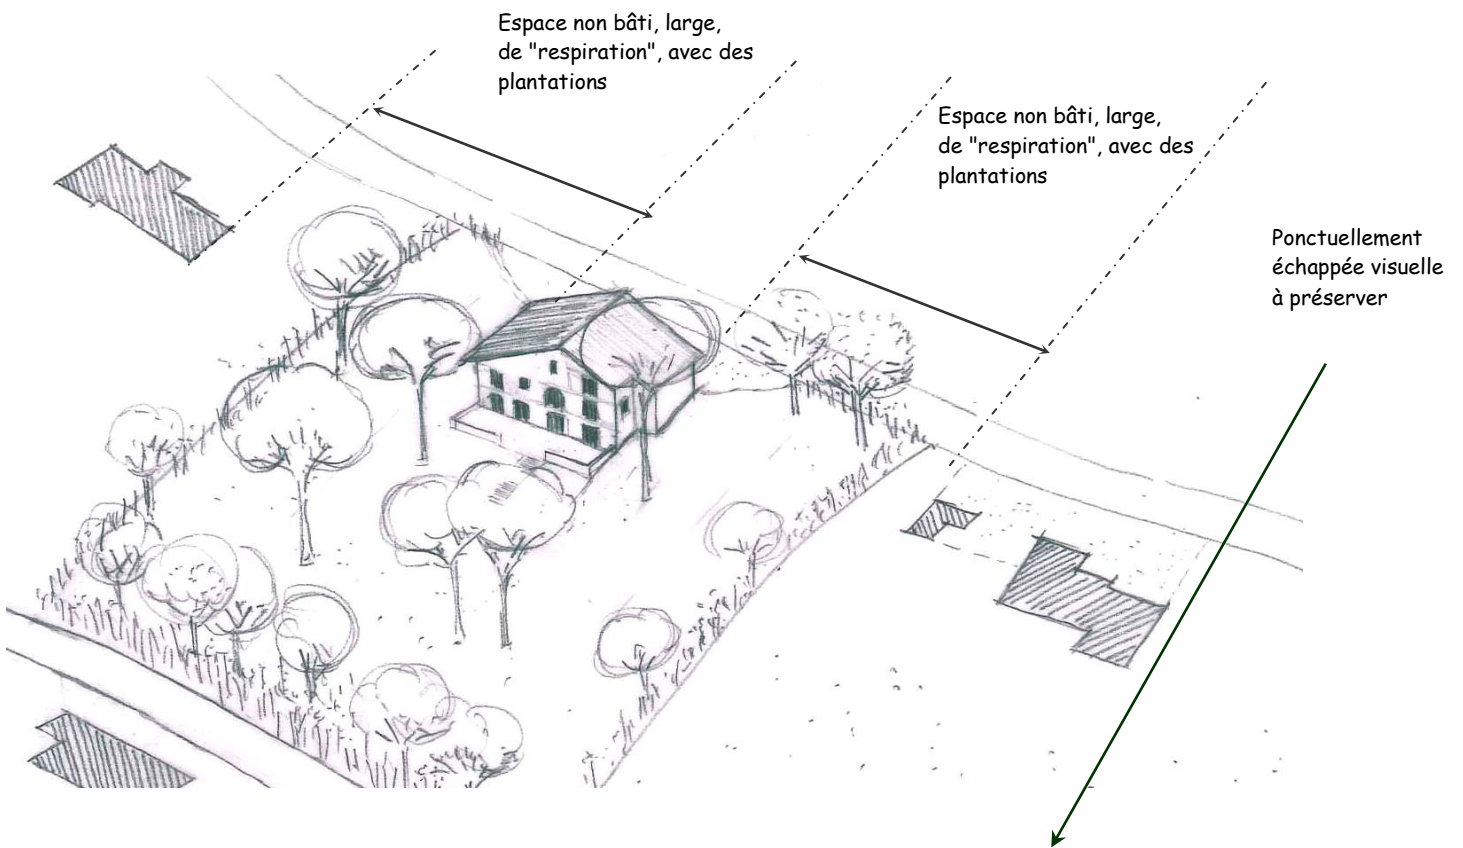 Espace non bâti, large,
de "respiration", avec des
plantations
Espace non bâti, large,
de "respiration", avec des
plantations
Ponctuellement
échappée visuelle
à préserver